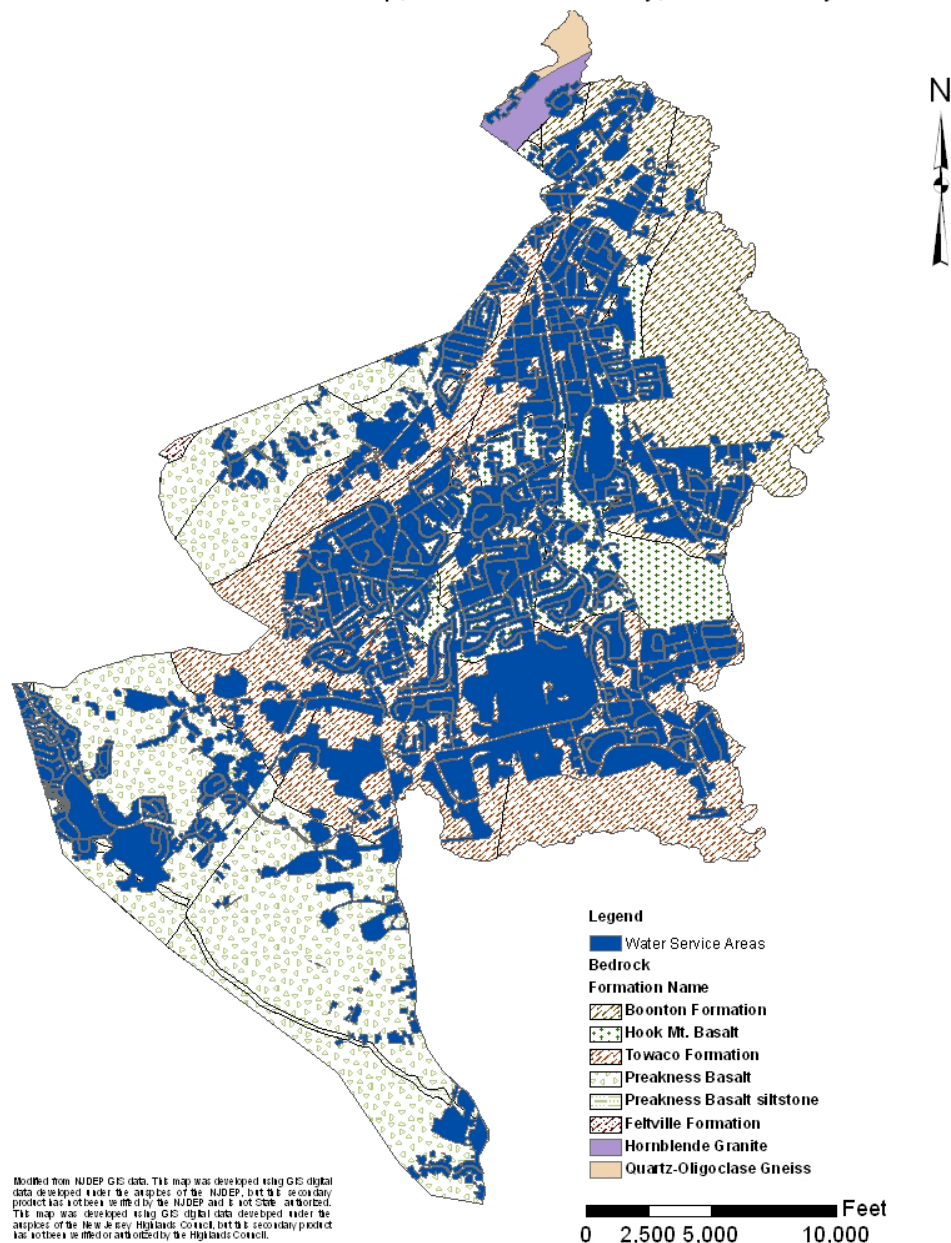 N
Legend
Water Service Areas
Bedrock
Formation Name
Boonton Formation
Hook Mt. Basalt
Towaco Formation
Preakness Basalt
Preakness Basalt siltstone
Feltville Formation
Hornblende Granite
Quartz-Oligoclase Gneiss
Modified from NJDEP GIS data. This map was developed using GIS digital
data developed under the auspices of the NJDEP, but this secondary
product has not been verified by the NJDEP and is not State authorized.
This map was developed using GIS digital data developed under the
auspices of the New Jersey Highlands Council, but this secondary product
has not been verified or authorized by the Highlands Council.
Feet
0 2.500 5.000 10.000